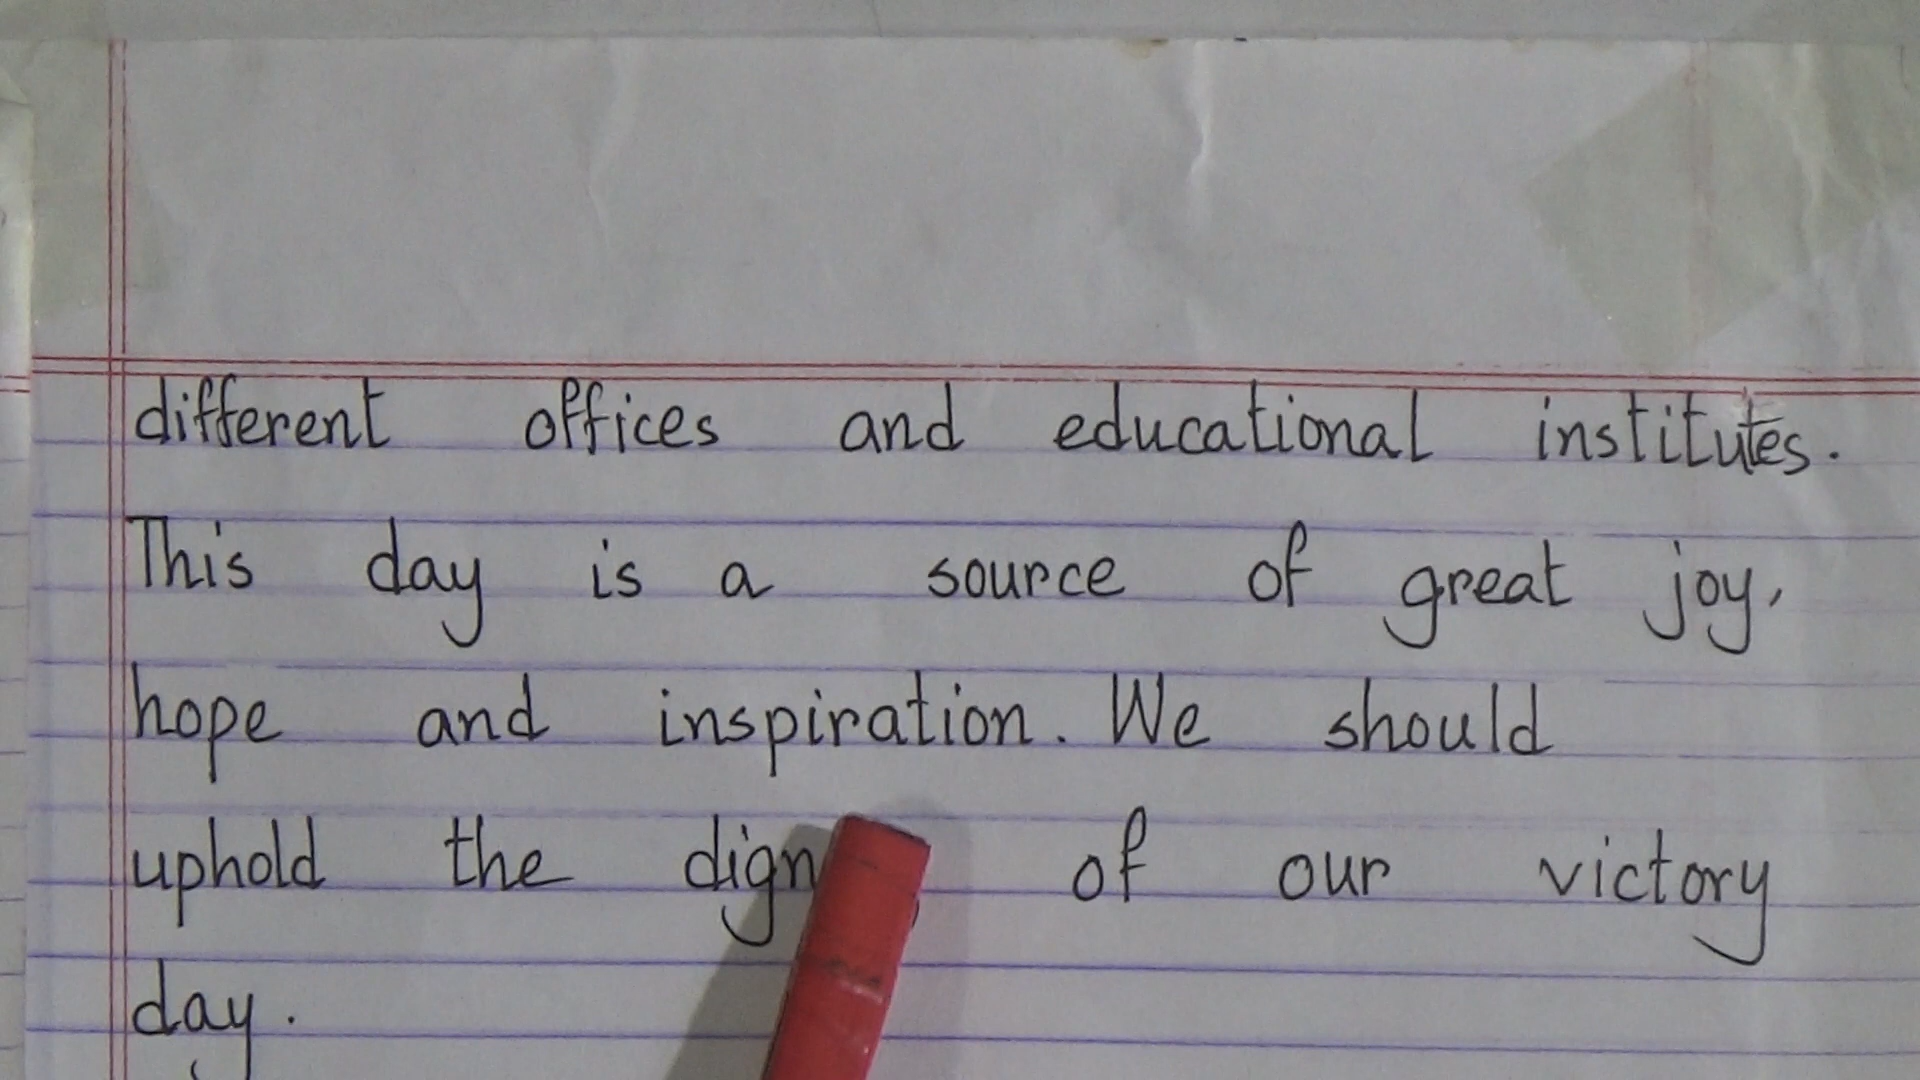 different offices and educational institutes.
This day is a source of great joy,
hope and inspiration. We should
uphold the of our victory
day.